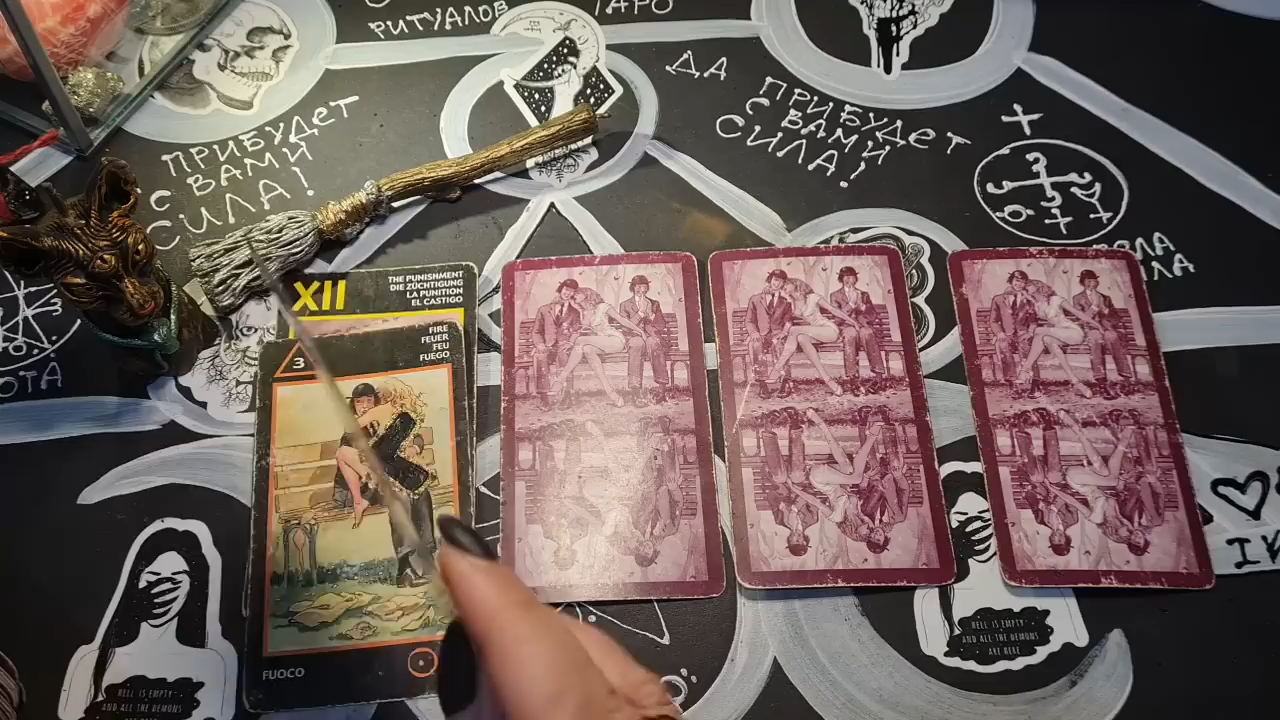 РИТУАЛОВ
ТАРО
ДА
ПРИБУДЕТ
С ВАМИ
СИЛА!
ПРИБУДЕТ
С ВАМИ
СИЛА!
XII
THE PUNISHMENT
DIE ZÜCHTIGUNG
LA PUNITION
EL CASTIGO
3
FIRE
FEUER
FEU
FUEGO
FUOCO
HELL IS EMPTY
AND ALL THE DEMONS
HELL IS EMPTY
AND ALL THE DEMONS
ARE HERE